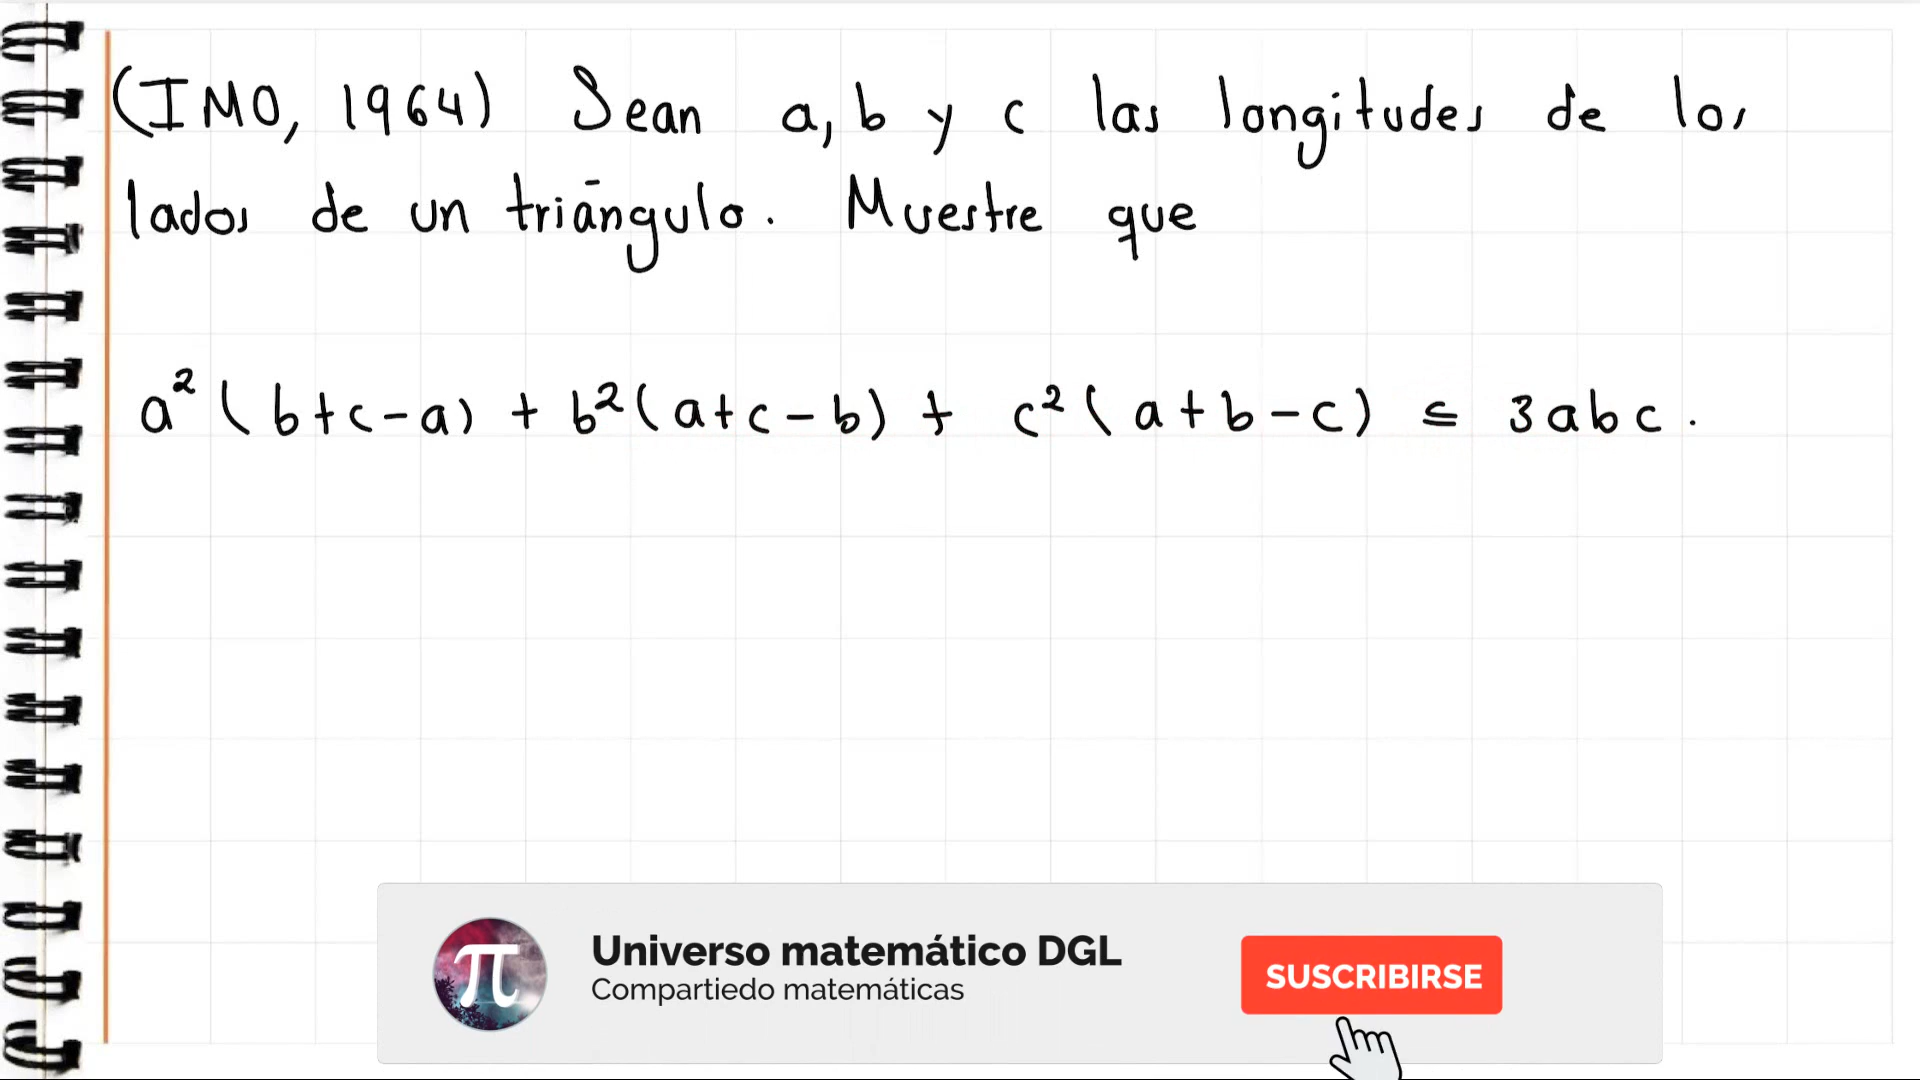 (IMO, 1964) Sean a, b y c las longitudes de los
lados de un triángulo. Muestre que
a² (b+c-a) + b² (a+c-b) + c² (a+b-c) ≤ 3abc.
Universo matemático DGL
Compartiedo matemáticas
SUSCRIBIRSE